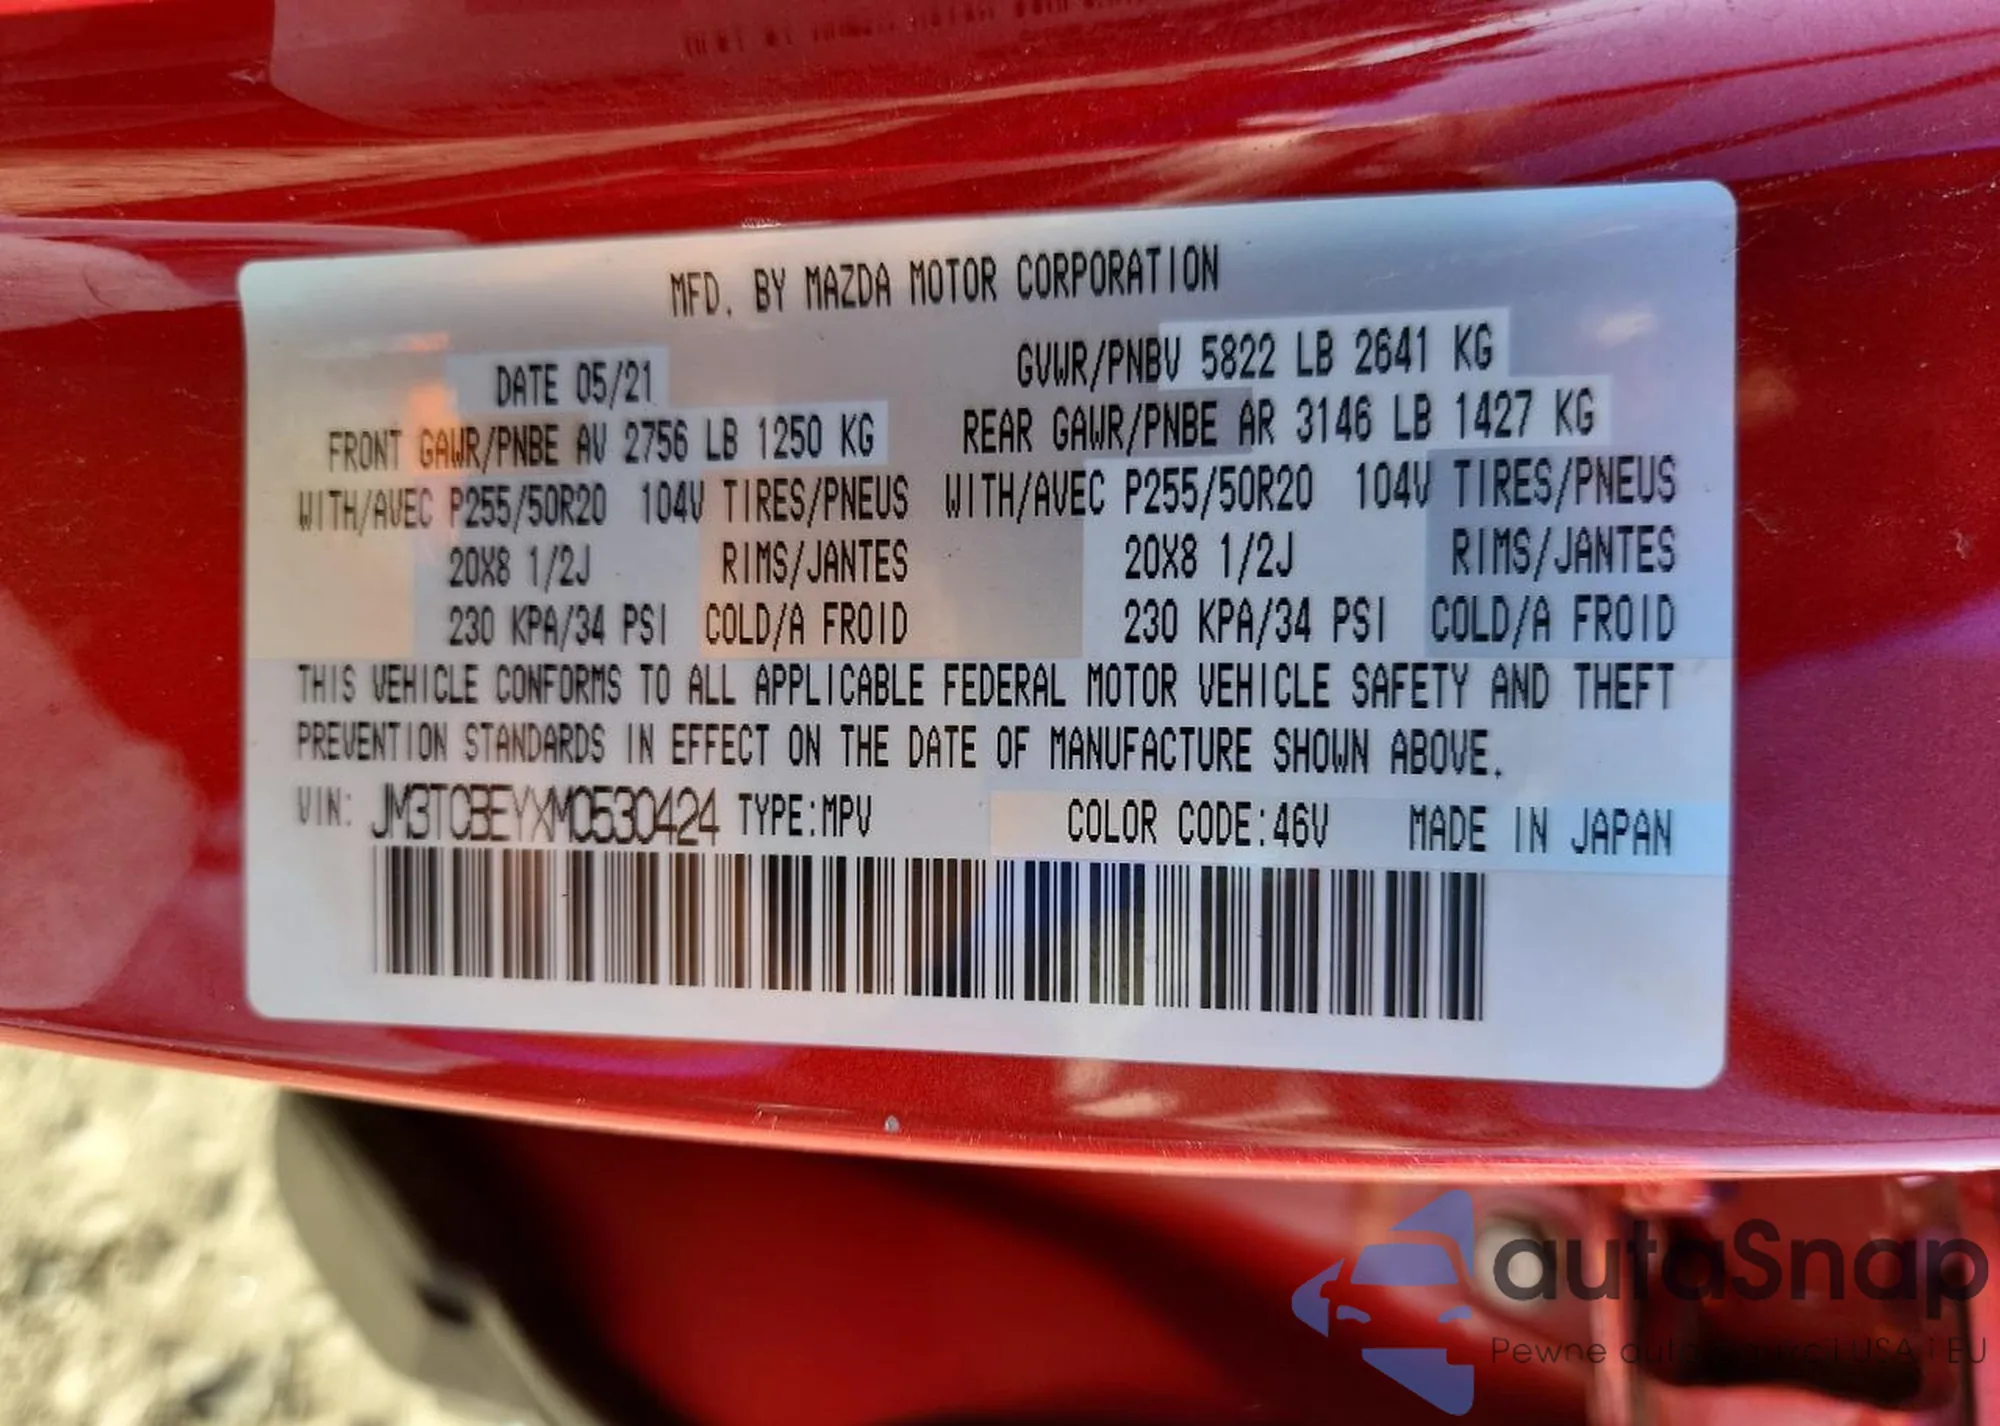 MFD. BY MAZDA MOTOR CORPORATION
DATE 05/21
GVWR/PNBV 5822 LB 2641 KG
FRONT GAWR/PNBE AV 2756 LB 1250 KG
REAR GAWR/PNBE AR 3146 LB 1427 KG
WITH/AVEC P255/50R20 104V TIRES/PNEUS
WITH/AVEC P255/50R20 104V TIRES/PNEUS
20X8 1/2J RIMS/JANTES
20X8 1/2J RIMS/JANTES
230 KPA/34 PSI COLD/A FROID
230 KPA/34 PSI COLD/A FROID
THIS VEHICLE CONFORMS TO ALL APPLICABLE FEDERAL MOTOR VEHICLE SAFETY AND THEFT
PREVENTION STANDARDS IN EFFECT ON THE DATE OF MANUFACTURE SHOWN ABOVE.
VIN: JM3TCBEYXM0530424 TYPE:MPV COLOR CODE:46V MADE IN JAPAN
autaSnap
Pewne auta USA i EU